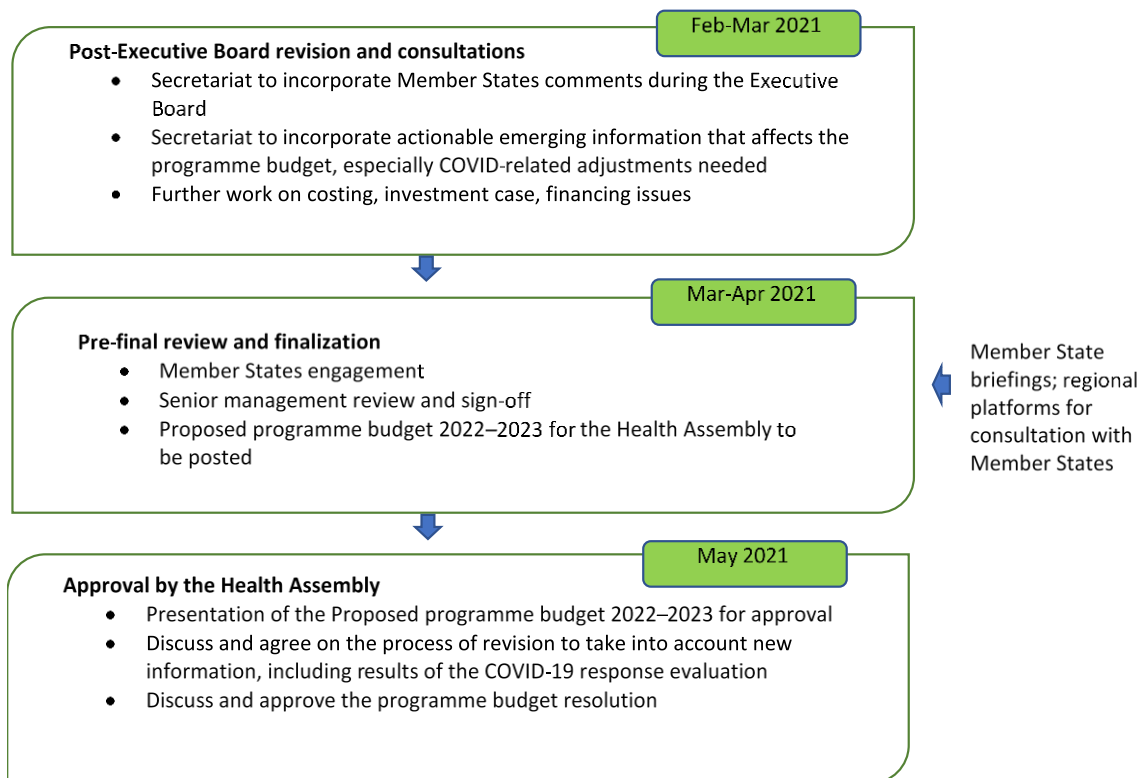 Feb-Mar 2021
Post-Executive Board revision and consultations
• Secretariat to incorporate Member States comments during the Executive
Board
• Secretariat to incorporate actionable emerging information that affects the
programme budget, especially COVID-related adjustments needed
• Further work on costing, investment case, financing issues
Mar-Apr 2021
Pre-final review and finalization
• Member States engagement
• Senior management review and sign-off
• Proposed programme budget 2022–2023 for the Health Assembly to
be posted
Member State
briefings; regional
platforms for
consultation with
Member States
May 2021
Approval by the Health Assembly
• Presentation of the Proposed programme budget 2022–2023 for approval
• Discuss and agree on the process of revision to take into account new
information, including results of the COVID-19 response evaluation
• Discuss and approve the programme budget resolution